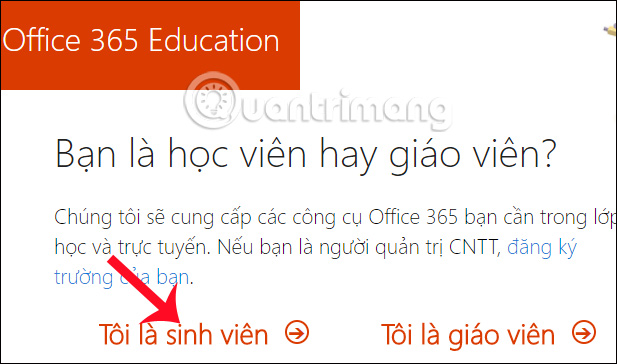 Office 365 Education
Quantrimang
Bạn là học viên hay giáo viên?
Chúng tôi sẽ cung cấp các công cụ Office 365 bạn cần trong lớp
học và trực tuyến. Nếu bạn là người quản trị CNTT, đăng ký
trường của bạn.
Tôi là sinh viên
Tôi là giáo viên